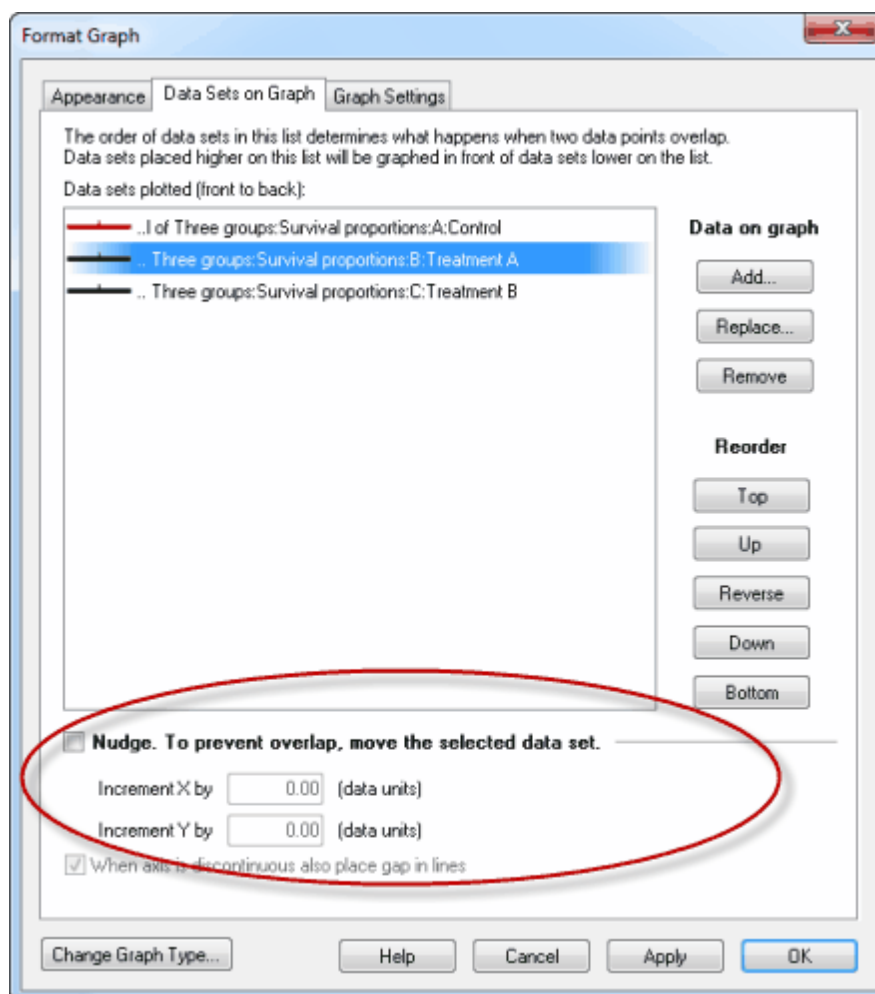 Format Graph
Appearance Data Sets on Graph Graph Settings
The order of data sets in this list determines what happens when two data points overlap.
Data sets placed higher on this list will be graphed in front of data sets lower on the list.
Data sets plotted (front to back):
..l of Three groups:Survival proportions:A:Control
.. Three groups:Survival proportions:B:Treatment A
.. Three groups:Survival proportions:C:Treatment B
Data on graph
Add...
Replace...
Remove
Reorder
Top
Up
Reverse
Down
Bottom
Nudge. To prevent overlap, move the selected data set.
Increment X by 0.00 (data units)
Increment Y by 0.00 (data units)
When axis is discontinuous also place gap in lines
Change Graph Type... Help Cancel Apply OK